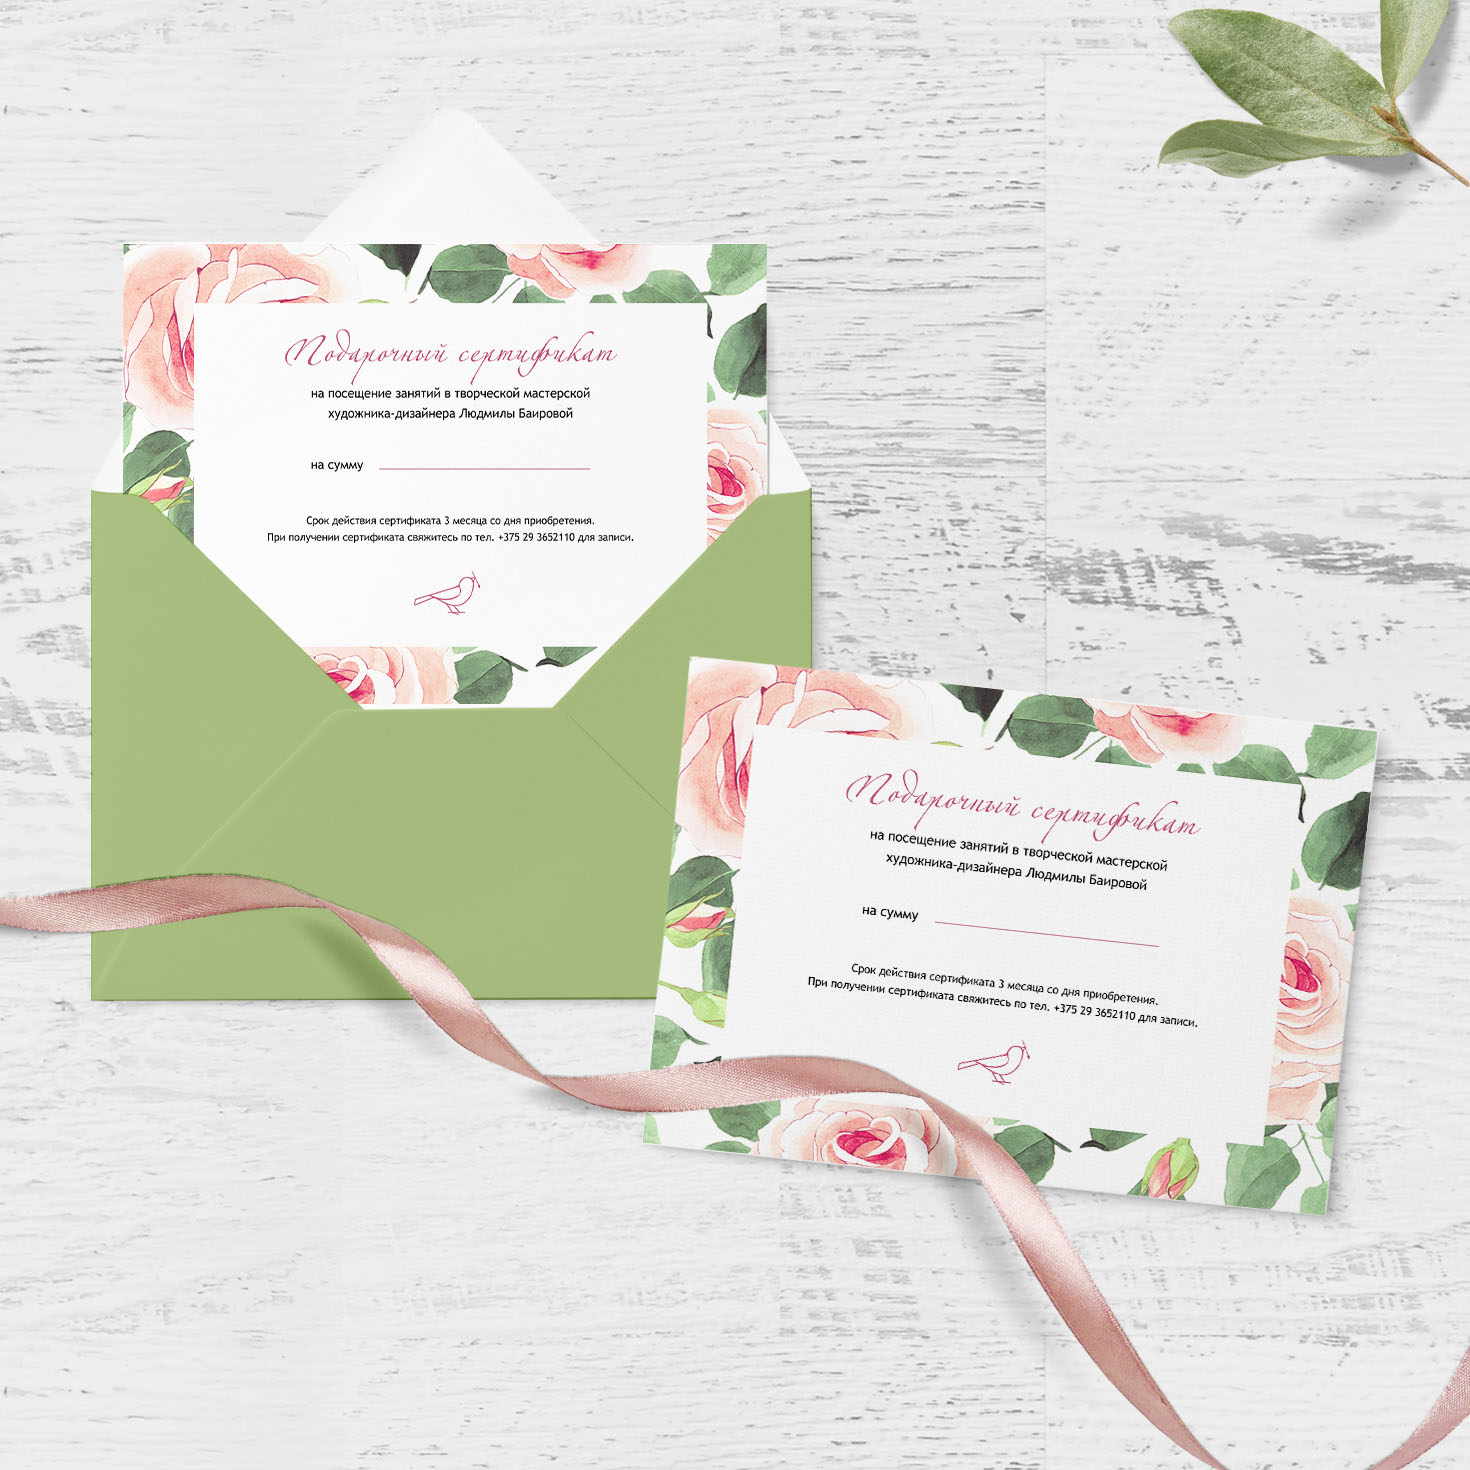 Подарочный сертификат
на посещение занятий в творческой мастерской
художника-дизайнера Людмилы Баировой
на сумму
Срок действия сертификата 3 месяца со дня приобретения.
При получении сертификата свяжитесь по тел. +375 29 3652110 для записи.
Подарочный сертификат
на посещение занятий в творческой мастерской
художника-дизайнера Людмилы Баировой
на сумму
Срок действия сертификата 3 месяца со дня приобретения.
При получении сертификата свяжитесь по тел. +375 29 3652110 для записи.